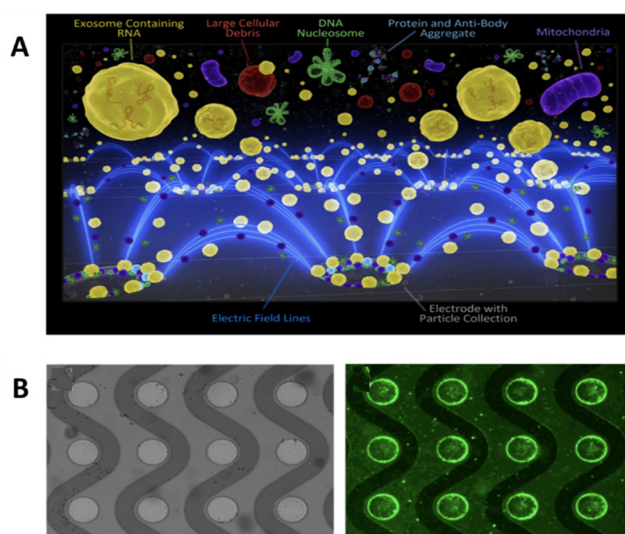 A
Exosome Containing
RNA
Large Cellular
Debris
DNA
Nucleosome
Protein and Anti-Body
Aggregate
Mitochondria
Electric Field Lines
Electrode with
Particle Collection
B